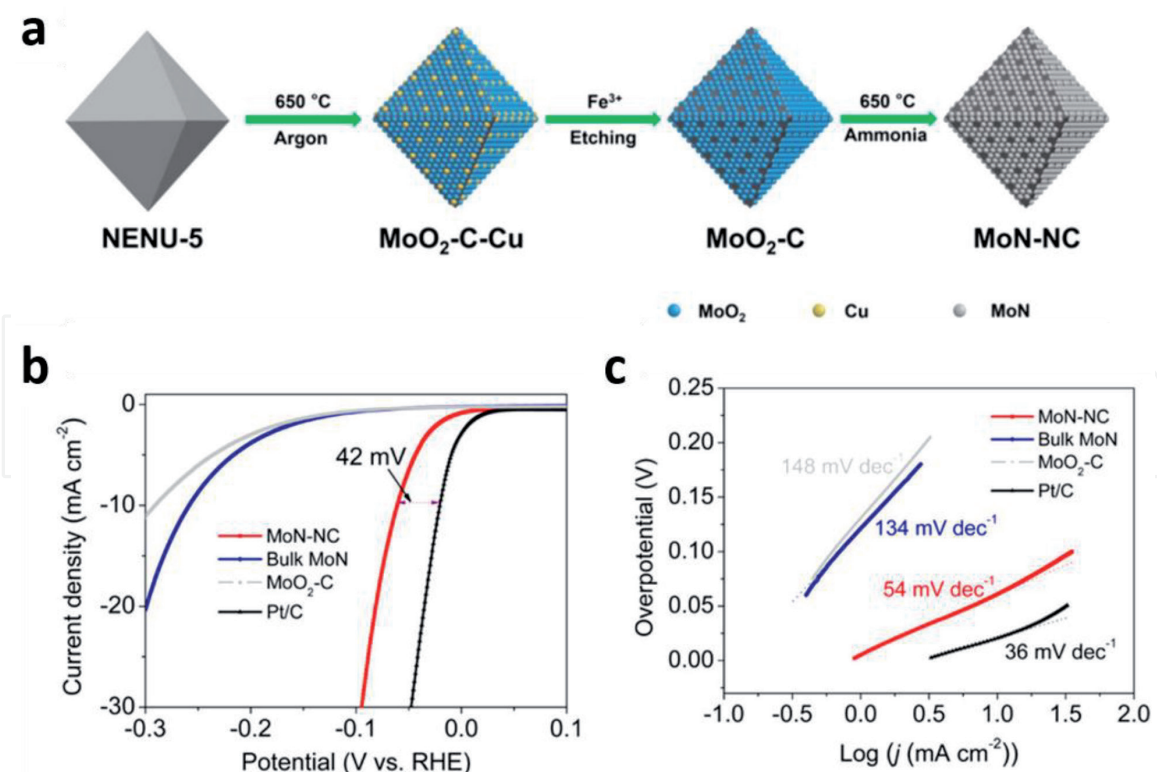 a
650 °C
Argon
Fe³⁺
Etching
650 °C
Ammonia
NENU-5
MoO₂-C-Cu
MoO₂-C
MoN-NC
MoO₂
Cu
MoN
b
0
-10
-20
-30
Current density (mA cm⁻²)
42 mV
MoN-NC
Bulk MoN
MoO₂-C
Pt/C
-0.3
-0.2
-0.1
0.0
0.1
Potential (V vs. RHE)
c
0.25
0.20
0.15
0.10
0.05
0.00
Overpotential (V)
MoN-NC
Bulk MoN
MoO₂-C
Pt/C
148 mV dec⁻¹
134 mV dec⁻¹
54 mV dec⁻¹
36 mV dec⁻¹
-1.0
-0.5
0.0
0.5
1.0
1.5
2.0
Log (j (mA cm⁻²))